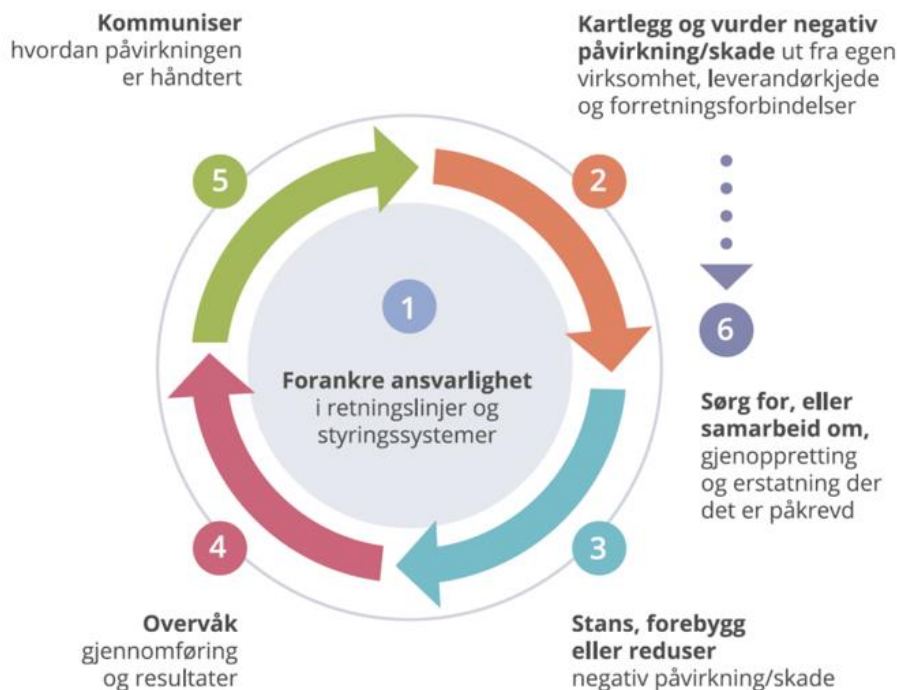 Kommuniser
hvordan påvirkningen
er håndtert
Kartlegg og vurder negativ
påvirkning/skade ut fra egen
virksomhet, leverandørkjede
og forretningsforbindelser
5
2
1
Forankre ansvarlighet
i retningslinjer og
styringssystemer
6
Sørg for, eller
samarbeid om,
gjenoppretting
og erstatning der
det er påkrevd
4
3
Overvåk
gjennomføring
og resultater
Stans, forebygg
eller reduser
negativ påvirkning/skade